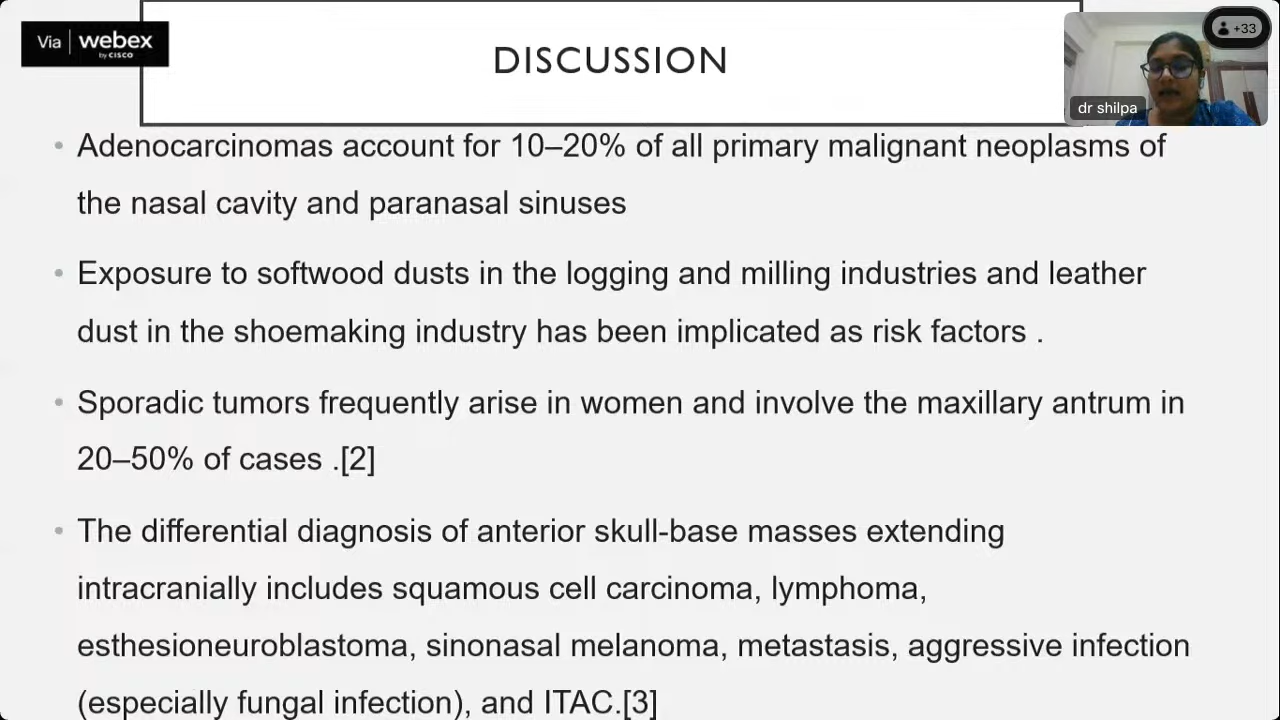 Via webex
by CISCO
DISCUSSION
+33
dr shilpa
• Adenocarcinomas account for 10–20% of all primary malignant neoplasms of
the nasal cavity and paranasal sinuses
• Exposure to softwood dusts in the logging and milling industries and leather
dust in the shoemaking industry has been implicated as risk factors .
• Sporadic tumors frequently arise in women and involve the maxillary antrum in
20–50% of cases .[2]
• The differential diagnosis of anterior skull-base masses extending
intracranially includes squamous cell carcinoma, lymphoma,
esthesioneuroblastoma, sinonasal melanoma, metastasis, aggressive infection
(especially fungal infection), and ITAC.[3]